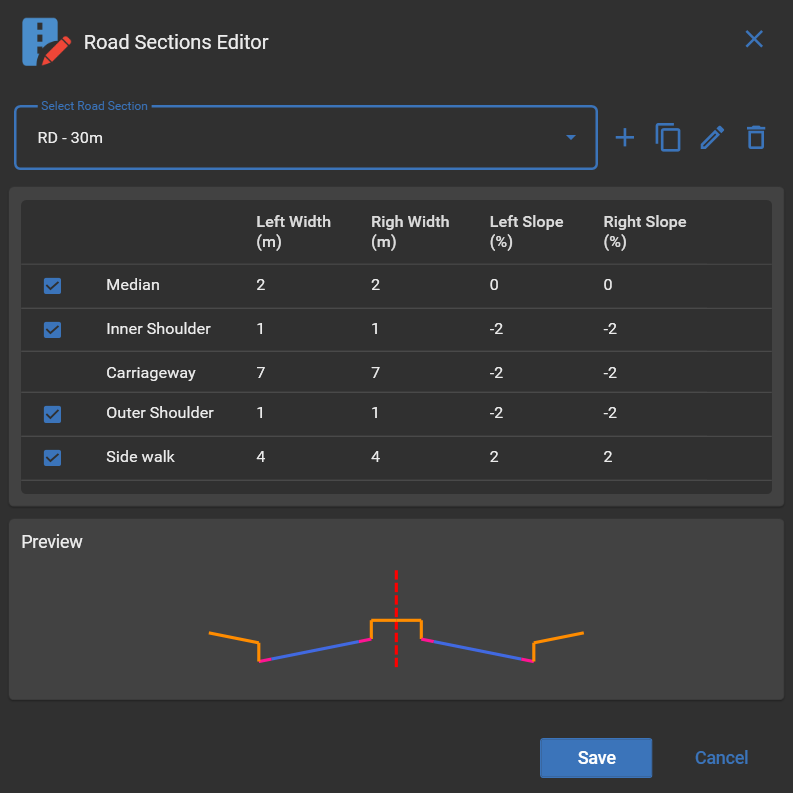 Road Sections Editor
Select Road Section
RD - 30m
Left Width (m) Righ Width (m) Left Slope (%) Right Slope (%)
Median 2 2 0 0
Inner Shoulder 1 1 -2 -2
Carriageway 7 7 -2 -2
Outer Shoulder 1 1 -2 -2
Side walk 4 4 2 2
Preview
Save Cancel